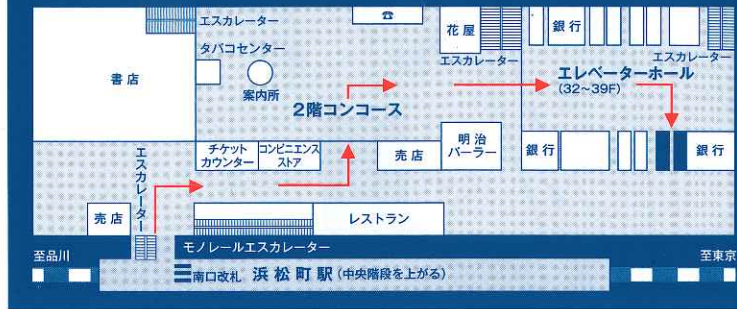 エスカレーター
☎
花屋
銀行
タバコセンター
エスカレーター
エスカレーター
書店
案内所
エレベーターホール
(32~39F)
2階コンコース
エスカレーター
チケット
カウンター
コンビニエンス
ストア
売店
明治
パーラー
銀行
銀行
売店
レストラン
モノレールエスカレーター
至品川
至東京
南口改札 浜松町駅(中央階段を上がる)